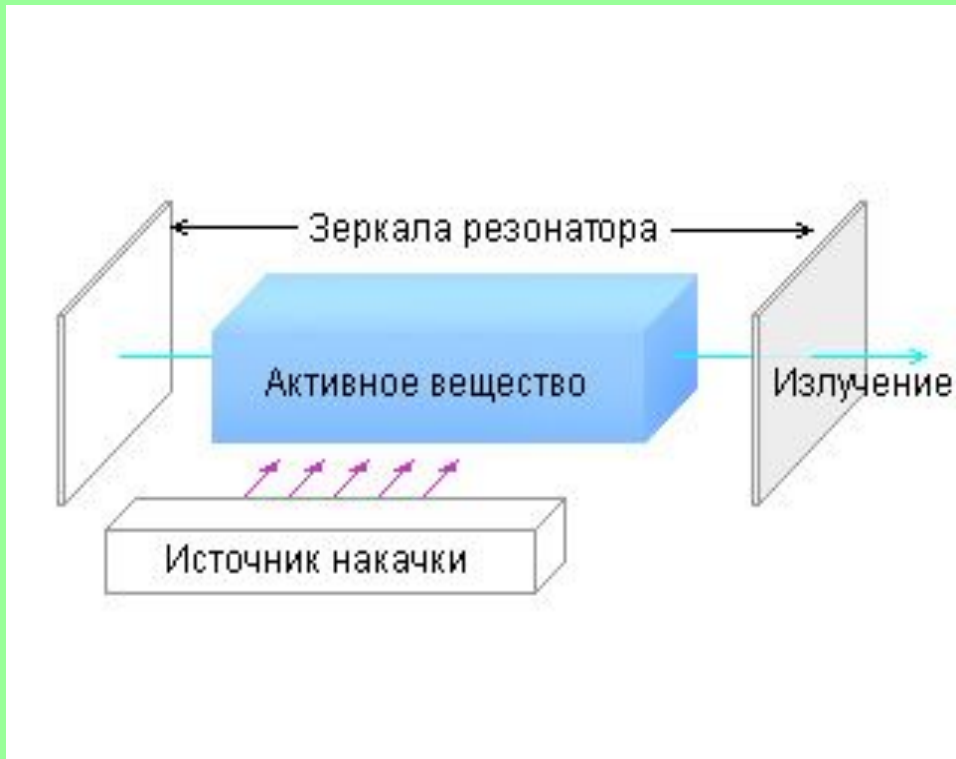 Зеркала резонатора
Активное вещество
Излучение
Источник накачки